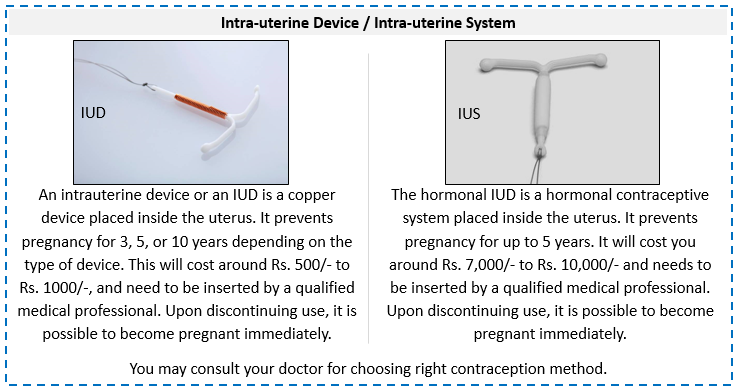 Intra-uterine Device / Intra-uterine System
IUD
An intrauterine device or an IUD is a copper
device placed inside the uterus. It prevents
pregnancy for 3, 5, or 10 years depending on the
type of device. This will cost around Rs. 500/- to
Rs. 1000/-, and need to be inserted by a qualified
medical professional. Upon discontinuing use, it is
possible to become pregnant immediately.
IUS
The hormonal IUD is a hormonal contraceptive
system placed inside the uterus. It prevents
pregnancy for up to 5 years. It will cost you
around Rs. 7,000/- to Rs. 10,000/- and needs to
be inserted by a qualified medical professional.
Upon discontinuing use, it is possible to become
pregnant immediately.
You may consult your doctor for choosing right contraception method.